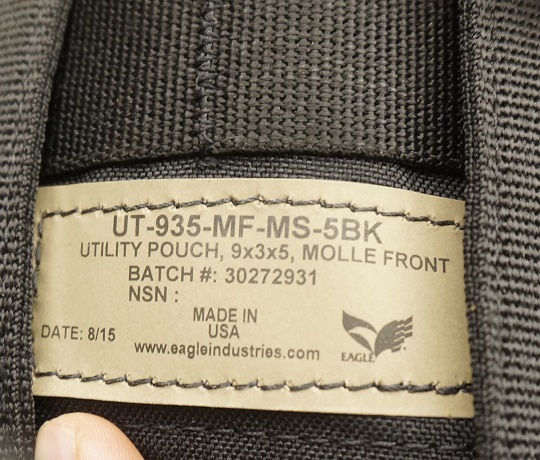 UT-935-MF-MS-5BK
UTILITY POUCH, 9x3x5, MOLLE FRONT
BATCH #: 30272931
NSN :
MADE IN
USA
DATE: 8/15
www.eagleindustries.com
EAGLE